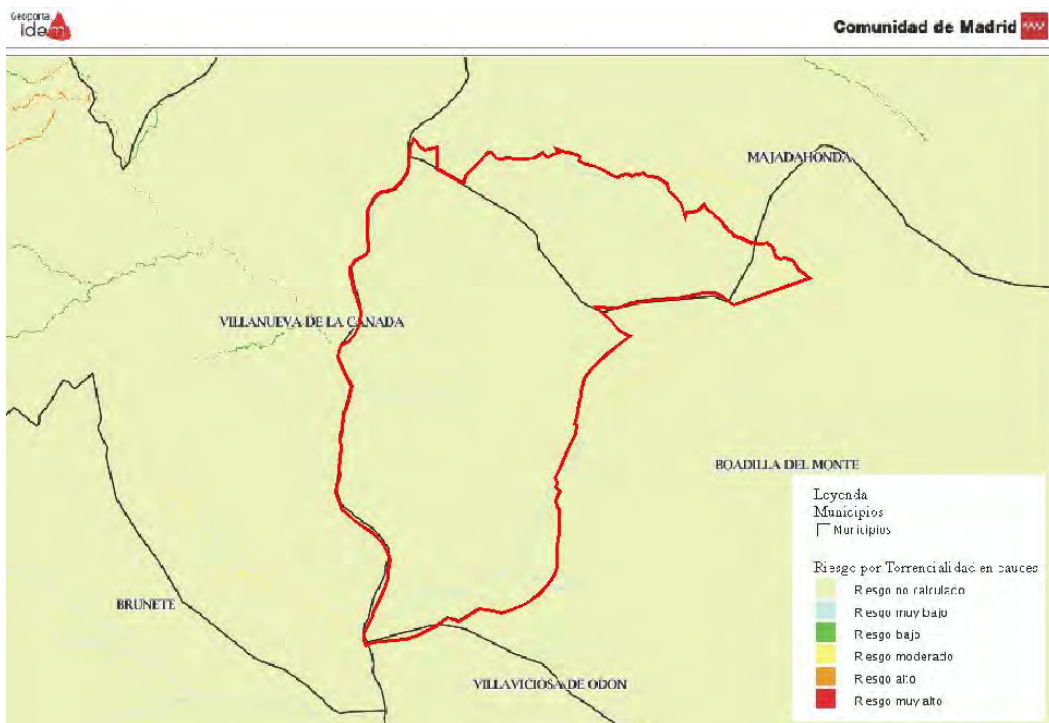 Geoportal
idem
Comunidad de Madrid
MAJADAHONDA
VILLANUEVA DE LA CANADA
BOADILLA DEL MONTE
BRUNETE
VILLAVICIOSA DE ODON
Leyenda
Municipios
Municipios
Riesgo por Torrencialidad en cauces
Riesgo no calculado
Riesgo muy bajo
Riesgo bajo
Riesgo moderado
Riesgo alto
Riesgo muy alto